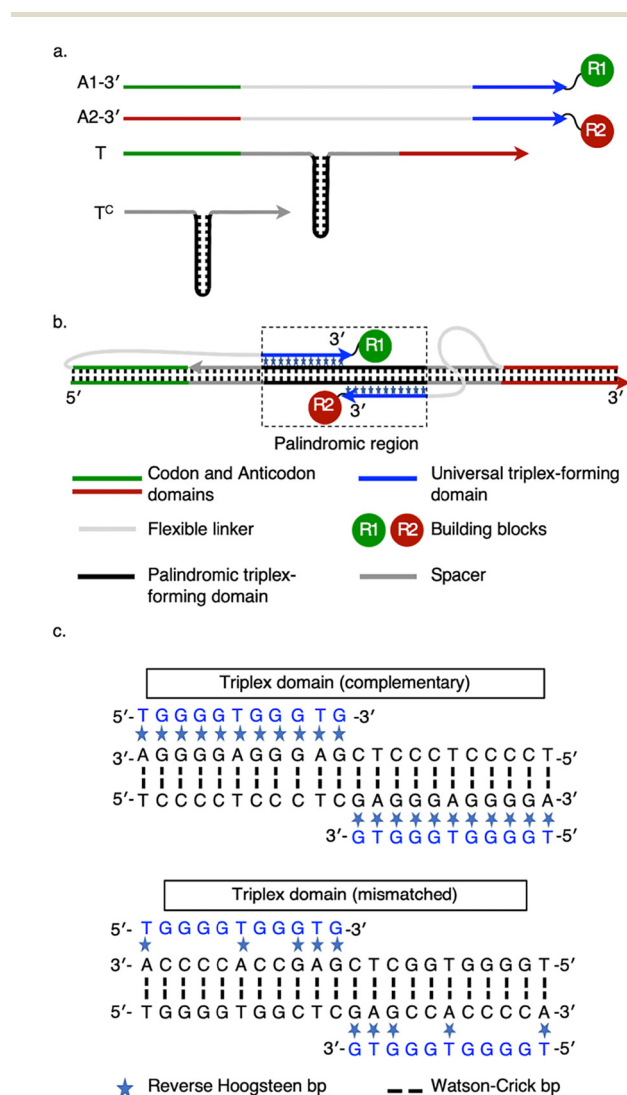 a.
A1-3′
R1
A2-3′
R2
T
Tᶜ
b.
3′
R1
5′
R2
3′
3′
Palindromic region
Codon and Anticodon
domains
Universal triplex-forming
domain
Flexible linker
R1 R2 Building blocks
Palindromic triplex-
forming domain
Spacer
c.
Triplex domain (complementary)
5′-TGGGGTGGGTG-3′
3′-AGGGGAGGGAGCTCCCTCCCCT-5′
5′-TCCCCTCCCTCGAGGGAGGGGA-3′
3′-GTGGGTGGGGT-5′
Triplex domain (mismatched)
5′-TGGGGTGGGTG-3′
3′-ACCCCACCGAGCTCGGTGGGGT-5′
5′-TGGGGTGGCTCGAGCCACCCCA-3′
3′-GTGGGTGGGGT-5′
Reverse Hoogsteen bp
Watson-Crick bp